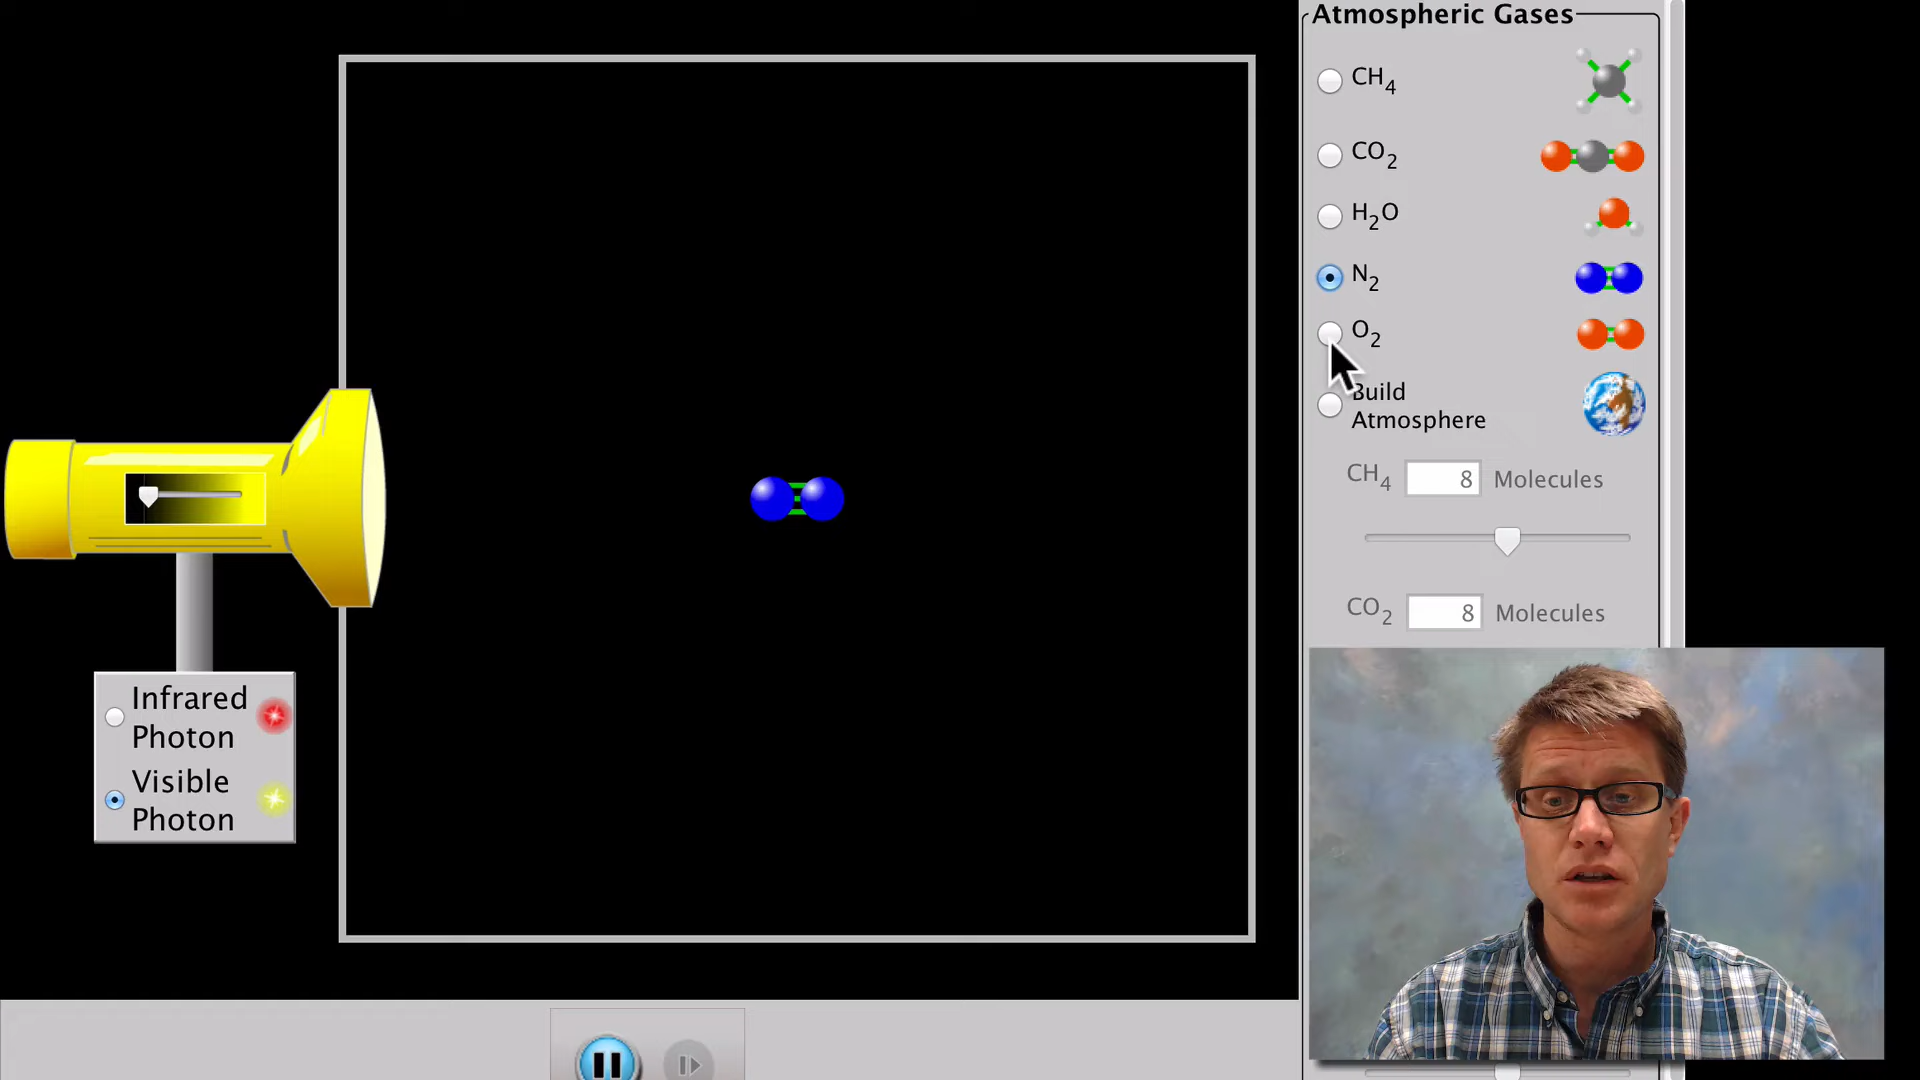 Atmospheric Gases
CH4
CO2
H2O
N2
O2
Build
Atmosphere
CH4 8 Molecules
CO2 8 Molecules
Infrared
Photon
Visible
Photon